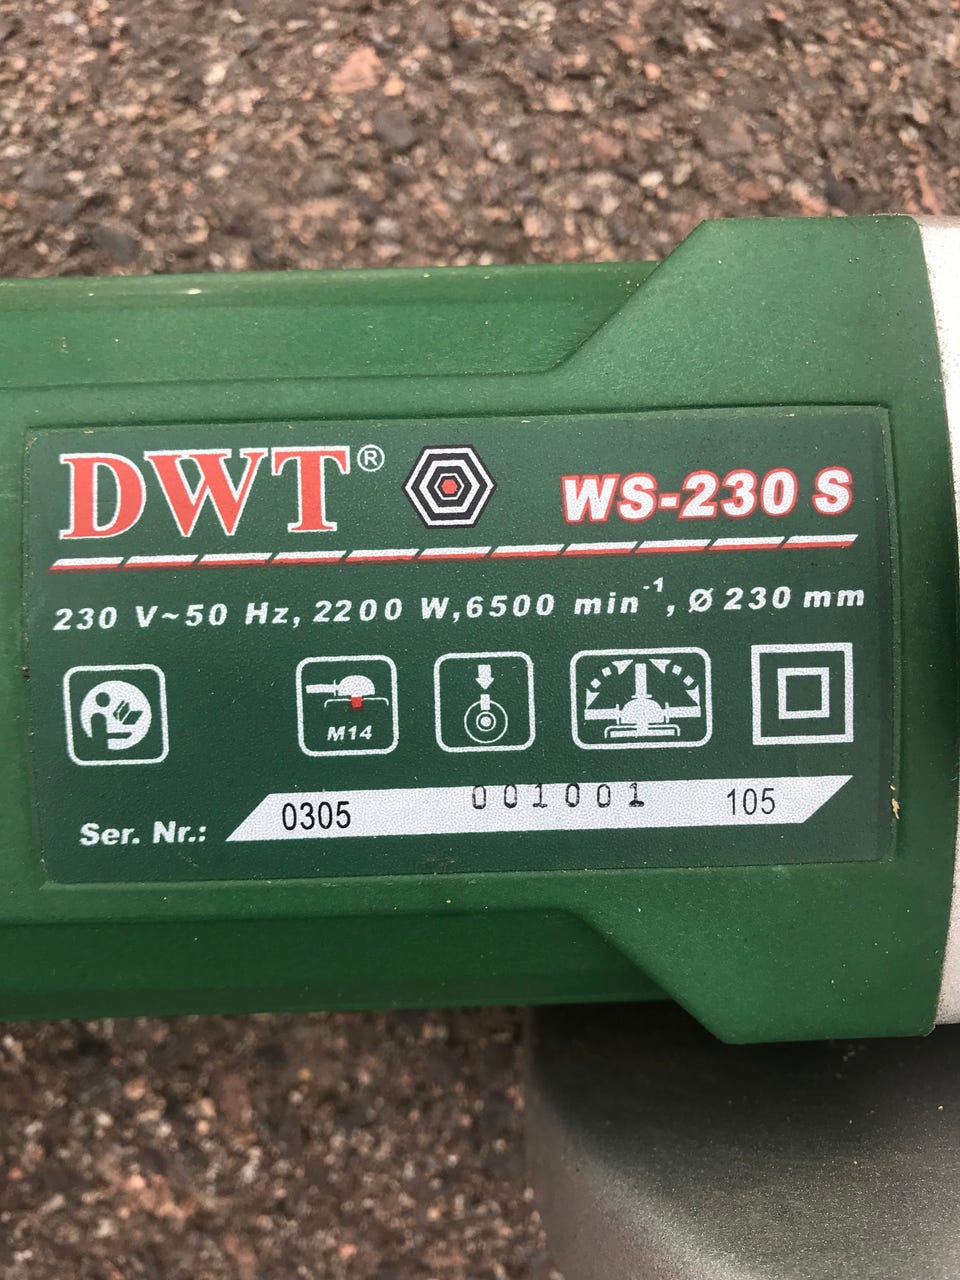 DWT® WS-230 S
230 V~50 Hz, 2200 W,6500 min⁻¹, Ø 230 mm
M14
Ser. Nr.: 0305 001001 105